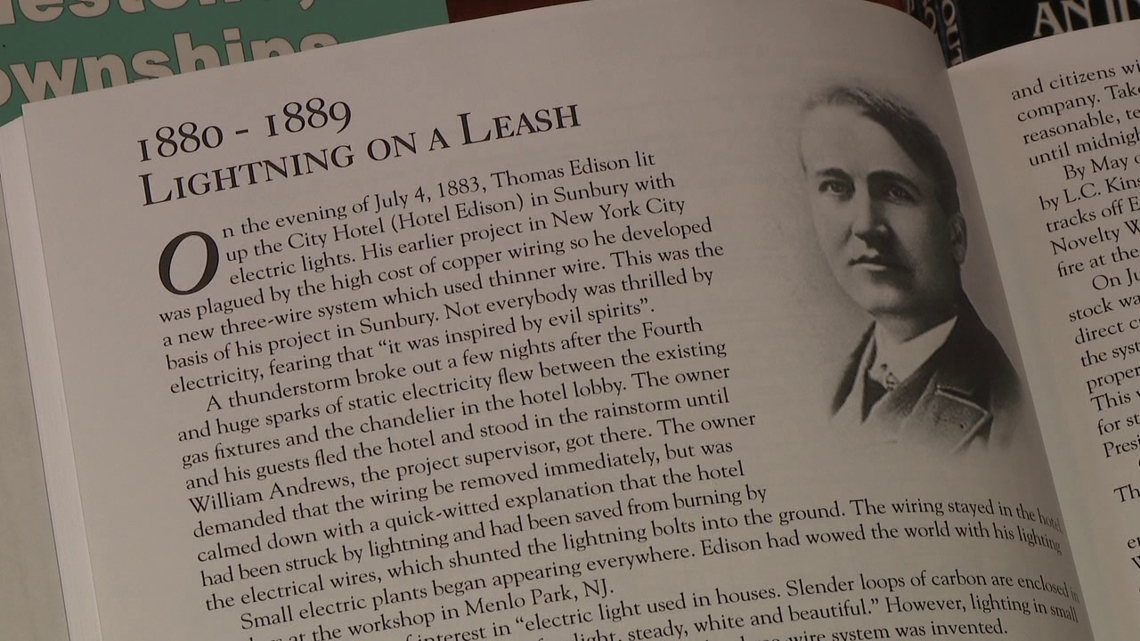 ownships
AN I
1880 - 1889
LIGHTNING ON A LEASH
On the evening of July 4, 1883, Thomas Edison lit
up the City Hotel (Hotel Edison) in Sunbury with
electric lights. His earlier project in New York City
was plagued by the high cost of copper wiring so he developed
a new three-wire system which used thinner wire. This was the
basis of his project in Sunbury. Not everybody was thrilled by
electricity, fearing that “it was inspired by evil spirits”.
A thunderstorm broke out a few nights after the Fourth
and huge sparks of static electricity flew between the existing
gas fixtures and the chandelier in the hotel lobby. The owner
and his guests fled the hotel and stood in the rainstorm until
William Andrews, the project supervisor, got there. The owner
demanded that the wiring be removed immediately, but was
calmed down with a quick-witted explanation that the hotel
had been struck by lightning and had been saved from burning by
the electrical wires, which shunted the lightning bolts into the ground. The wiring stayed in the hotel
Small electric plants began appearing everywhere. Edison had wowed the world with his lighting
at the workshop in Menlo Park, NJ.
interest in “electric light used in houses. Slender loops of carbon are enclosed in
light, steady, white and beautiful.” However, lighting in small
wire system was invented.
and citizens wi
company. Take
reasonable, te
until midnigh
By May o
by L.C. Kin
tracks off E
Novelty W
fire at the
On Ju
stock wa
direct c
the syst
proper
This
for st
Presi
Th